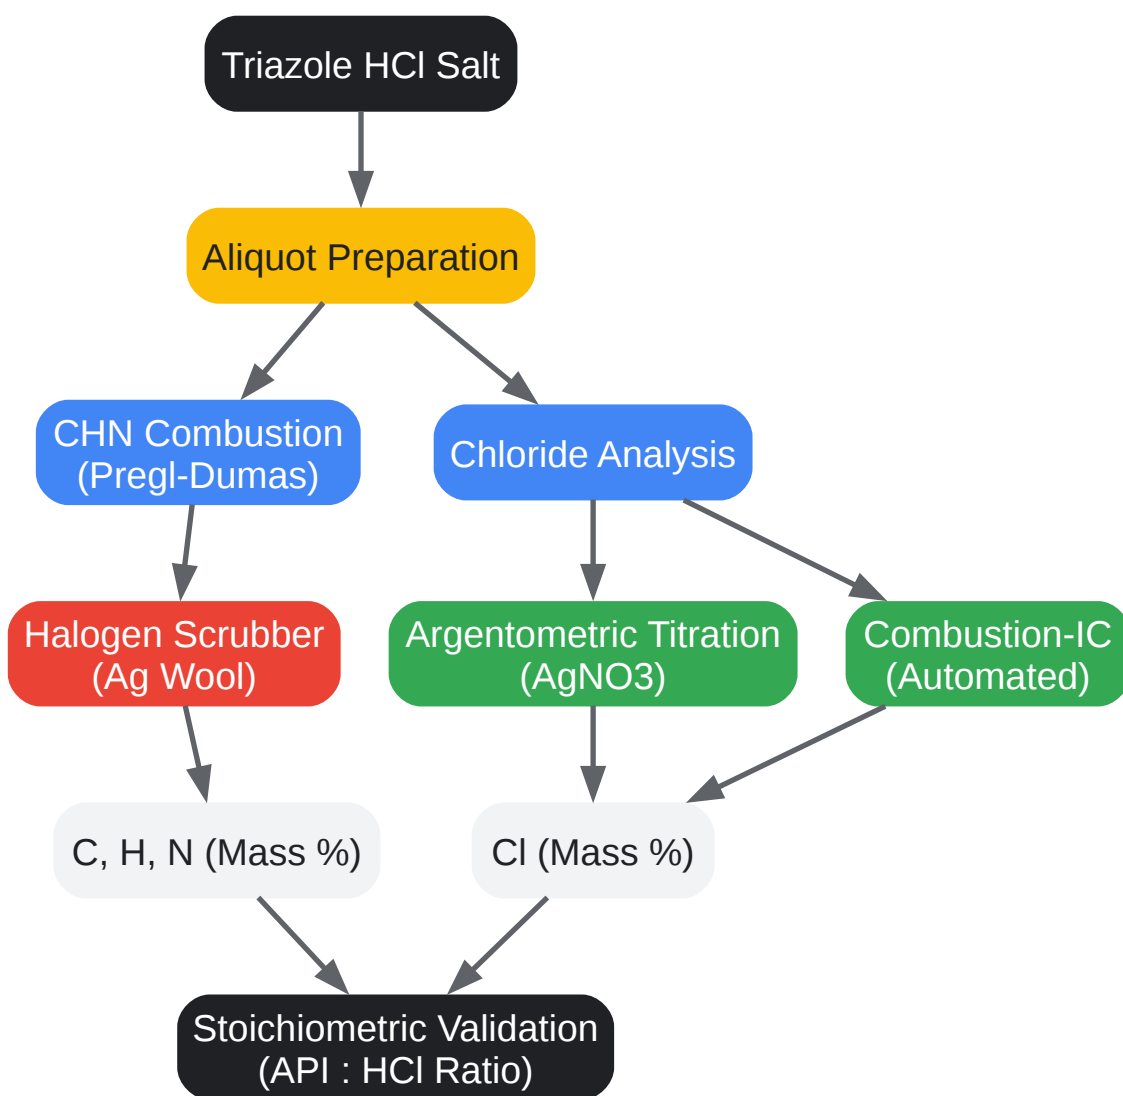 Triazole HCl Salt
Aliquot Preparation
CHN Combustion
(Pregl-Dumas)
Chloride Analysis
Halogen Scrubber
(Ag Wool)
Argentometric Titration
(AgNO3)
Combustion-IC
(Automated)
C, H, N (Mass %)
Cl (Mass %)
Stoichiometric Validation
(API : HCl Ratio)